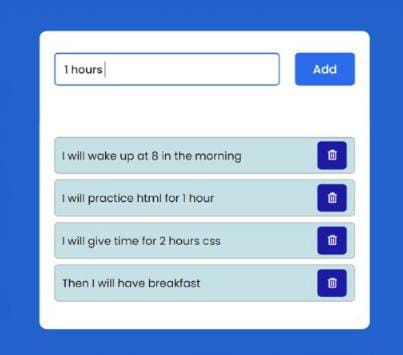 1 hours
Add
I will wake up at 8 in the morning
I will practice html for 1 hour
I will give time for 2 hours css
Then I will have breakfast